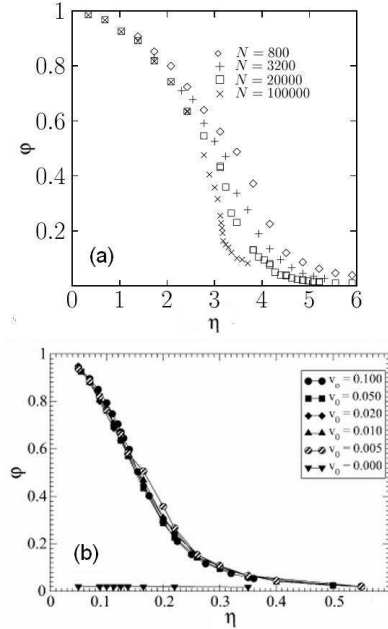 1
0.8
0.6
0.4
0.2
φ
(a)
◇ N = 800
+ N = 3200
□ N = 20000
× N = 100000
0 1 2 3 4 5 6
η
1
0.8
0.6
0.4
0.2
0
φ
(b)
v₀ = 0.100
v₀ = 0.050
v₀ = 0.020
v₀ = 0.010
v₀ = 0.005
v₀ = 0.000
0 0.1 0.2 0.3 0.4 0.5
η